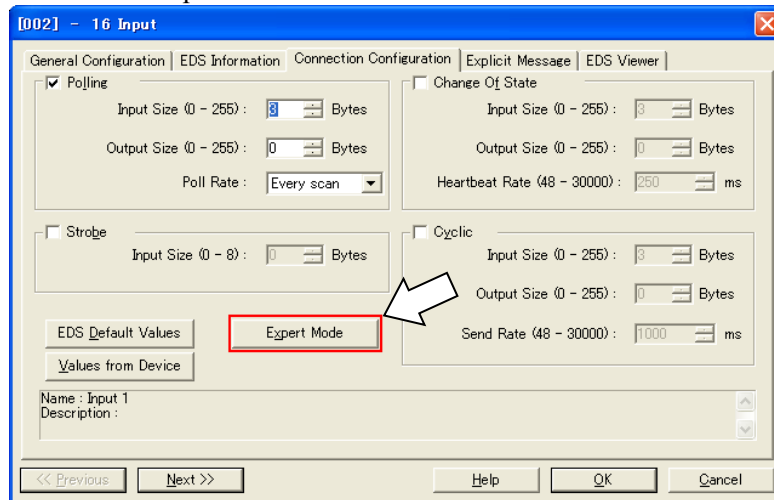 [002] - 16 Input
General Configuration EDS Information Connection Configuration Explicit Message EDS Viewer
Polling
Input Size (0 - 255) : 3 Bytes
Output Size (0 - 255) : 0 Bytes
Poll Rate : Every scan
Change Of State
Input Size (0 - 255) : 3 Bytes
Output Size (0 - 255) : 0 Bytes
Heartbeat Rate (48 - 30000) : 250 ms
Strobe
Input Size (0 - 8) : 0 Bytes
Cyclic
Input Size (0 - 255) : 3 Bytes
Output Size (0 - 255) : 0 Bytes
Send Rate (48 - 30000) : 1000 ms
EDS Default Values
Expert Mode
Values from Device
Name : Input 1
Description :
<< Previous Next >> Help OK Cancel